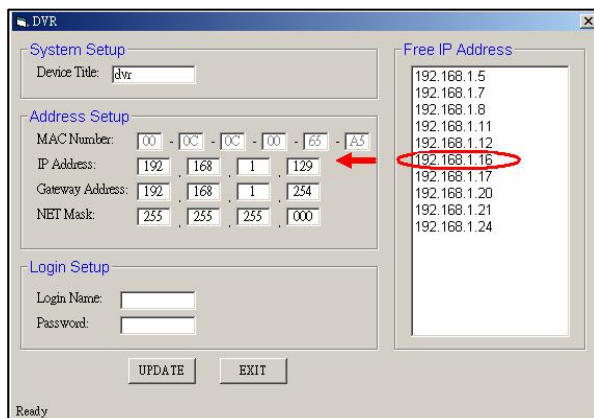 DVR
System Setup
Device Title: dvr
Address Setup
MAC Number: 00 - 0C - 0C - 00 - 65 - A5
IP Address: 192 . 168 . 1 . 129
Gateway Address: 192 . 168 . 1 . 254
NET Mask: 255 . 255 . 255 . 000
Login Setup
Login Name:
Password:
UPDATE EXIT
Ready
Free IP Address
192.168.1.5
192.168.1.7
192.168.1.8
192.168.1.11
192.168.1.12
192.168.1.16
192.168.1.17
192.168.1.20
192.168.1.21
192.168.1.24